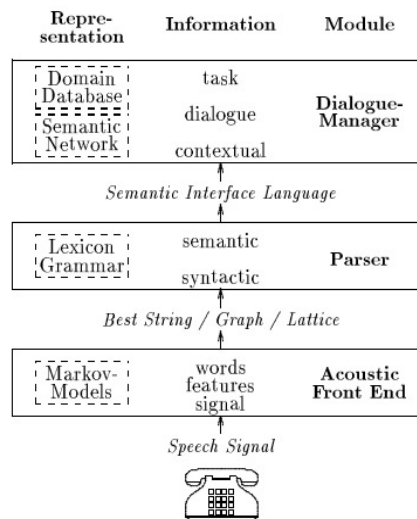 Repre-
sentation Information Module
Domain
Database
Semantic
Network
task
dialogue
contextual
Dialogue-
Manager
Semantic Interface Language
Lexicon
Grammar
semantic
syntactic
Parser
Best String / Graph / Lattice
Markov-
Models
words
features
signal
Acoustic
Front End
Speech Signal